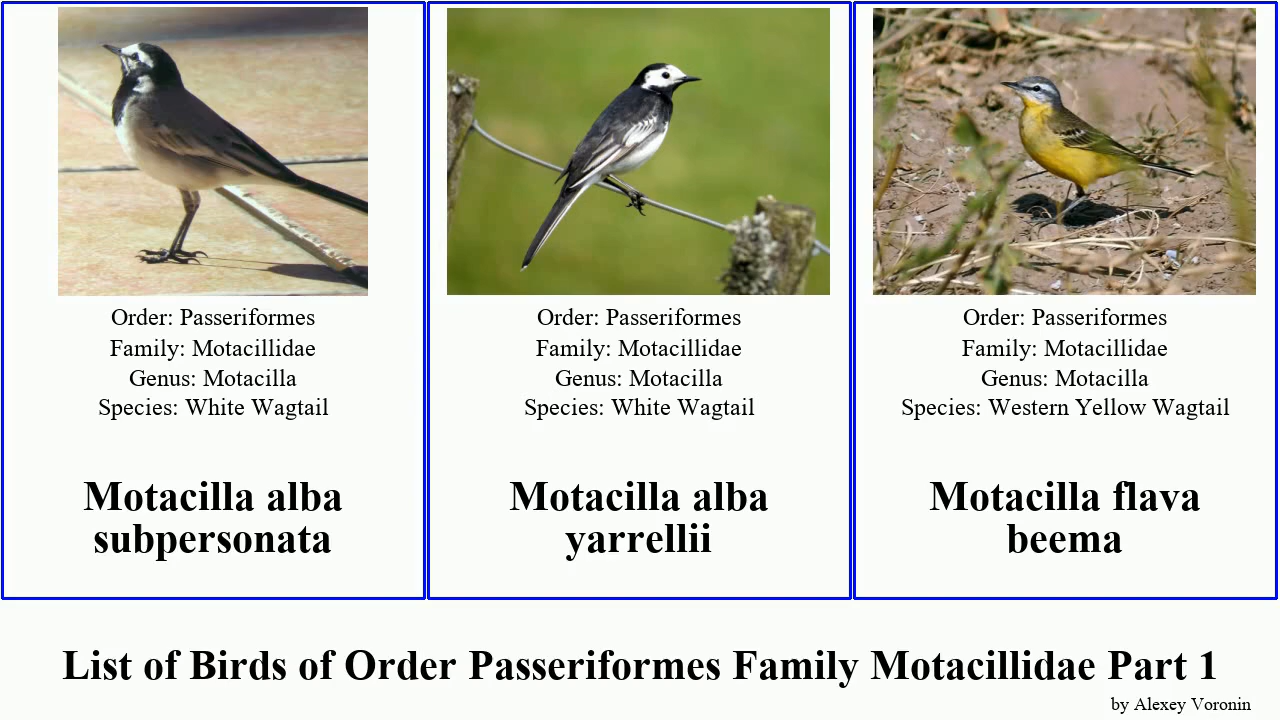 Order: Passeriformes
Family: Motacillidae
Genus: Motacilla
Species: White Wagtail
Motacilla alba
subpersonata
Order: Passeriformes
Family: Motacillidae
Genus: Motacilla
Species: White Wagtail
Motacilla alba
yarrellii
Order: Passeriformes
Family: Motacillidae
Genus: Motacilla
Species: Western Yellow Wagtail
Motacilla flava
beema
List of Birds of Order Passeriformes Family Motacillidae Part 1
by Alexey Voronin